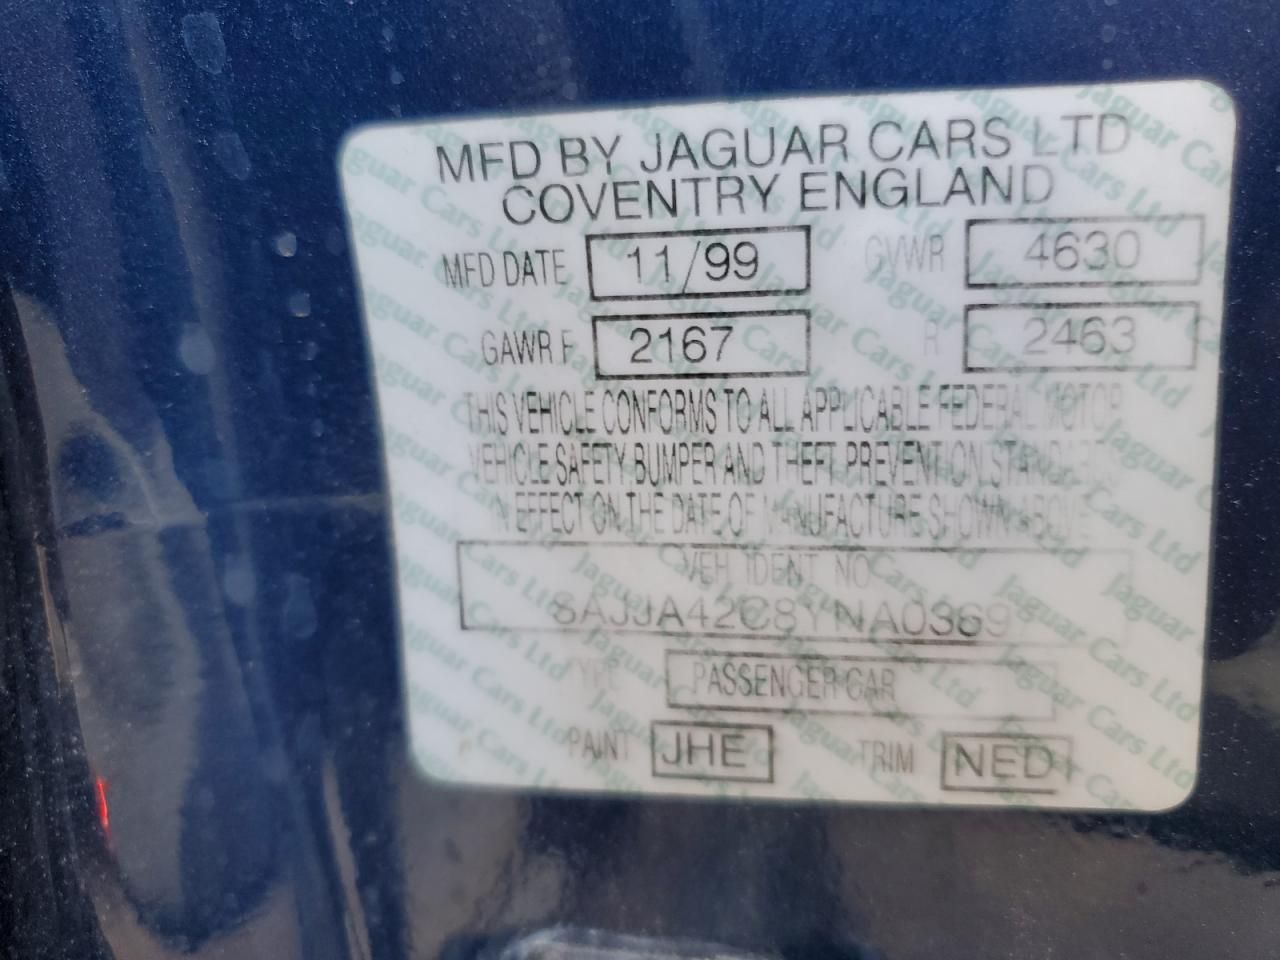 MFD BY JAGUAR CARS LTD
COVENTRY ENGLAND
MFD DATE 11/99 GVWR 4630
GAWR F 2167 R 2463
THIS VEHICLE CONFORMS TO ALL APPLICABLE FEDERAL MOTOR
VEHICLE SAFETY BUMPER AND THEFT PREVENTION STANDARDS
IN EFFECT ON THE DATE OF MANUFACTURE SHOWN ABOVE
VEH IDENT NO
TYPE PASSENGER CAR
PAINT JHE TRIM NED